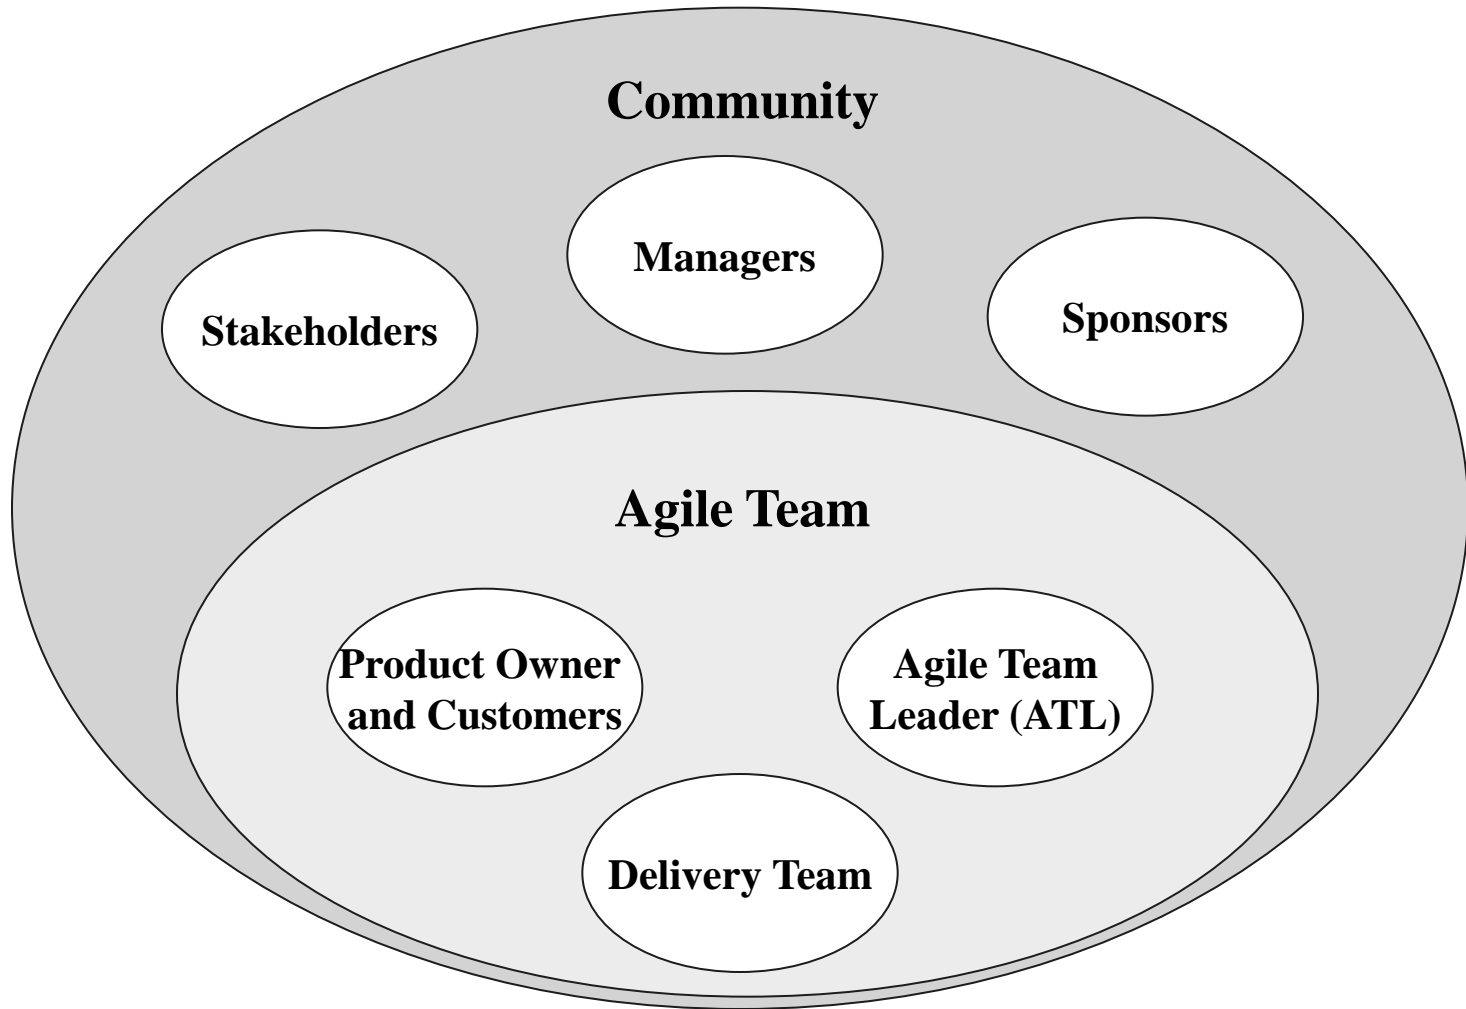 Community
Managers
Stakeholders
Sponsors
Agile Team
Product Owner
and Customers
Agile Team
Leader (ATL)
Delivery Team